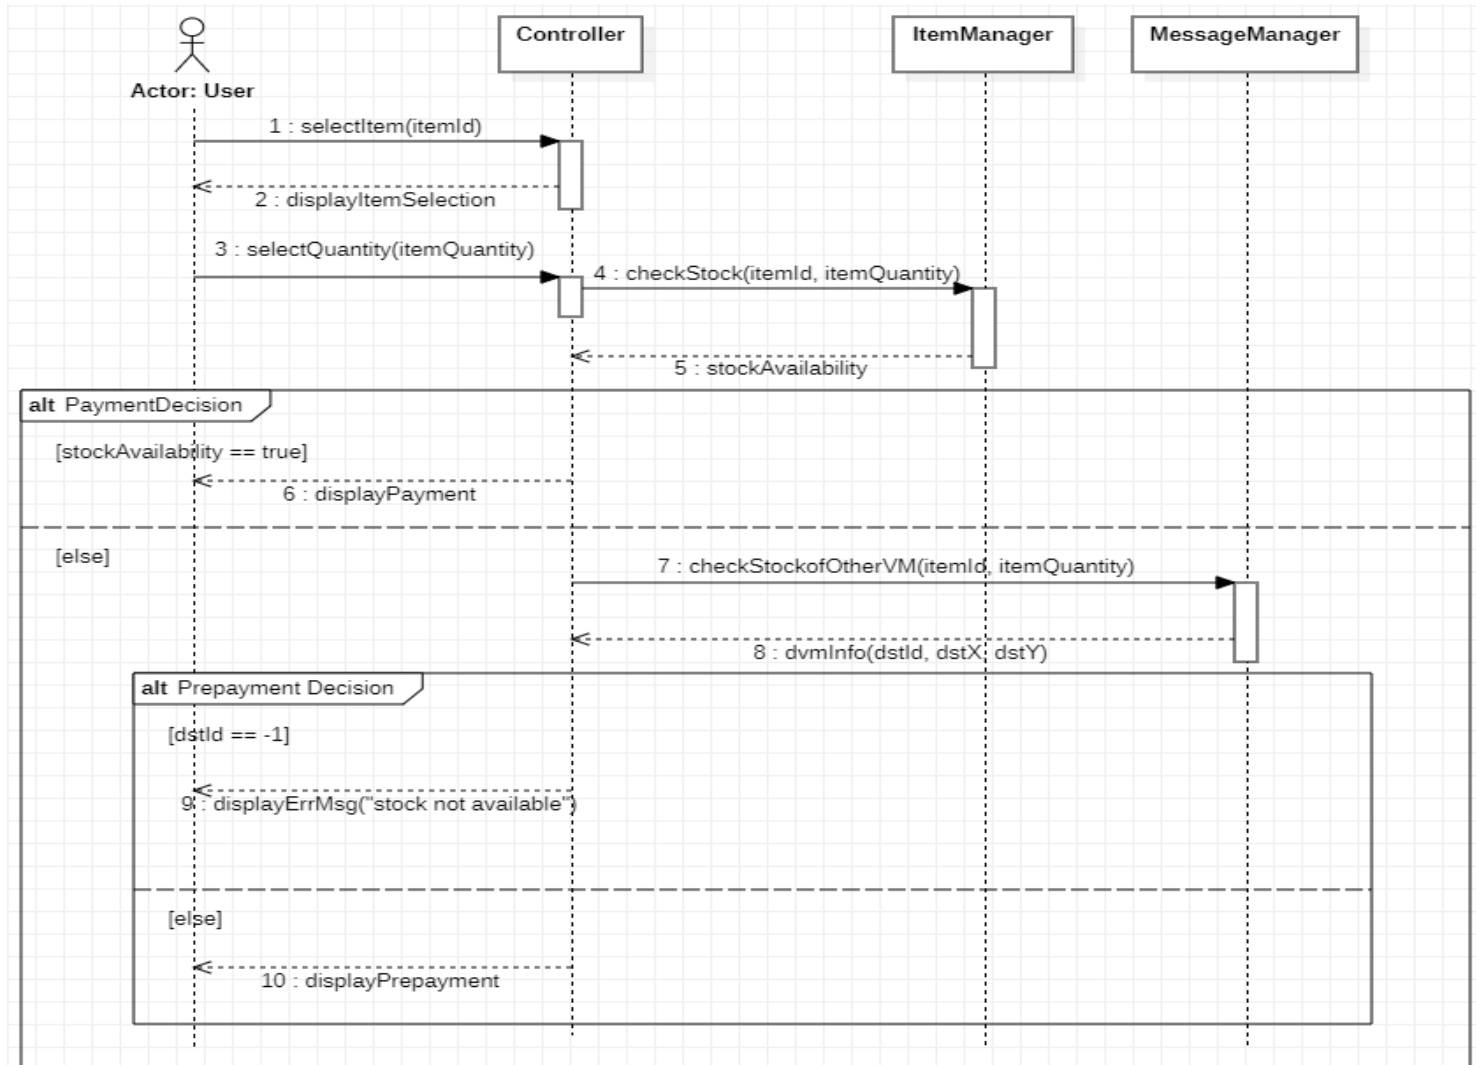 Controller
ItemManager
MessageManager
Actor: User
1 : selectItem(itemId)
2 : displayItemSelection
3 : selectQuantity(itemQuantity)
4 : checkStock(itemId, itemQuantity)
5 : stockAvailability
alt PaymentDecision
[stockAvailability == true]
6 : displayPayment
[else]
7 : checkStockofOtherVM(itemId, itemQuantity)
8 : dvmInfo(dstId, dstX, dstY)
alt Prepayment Decision
[dstId == -1]
9 : displayErrMsg("stock not available")
[else]
10 : displayPrepayment